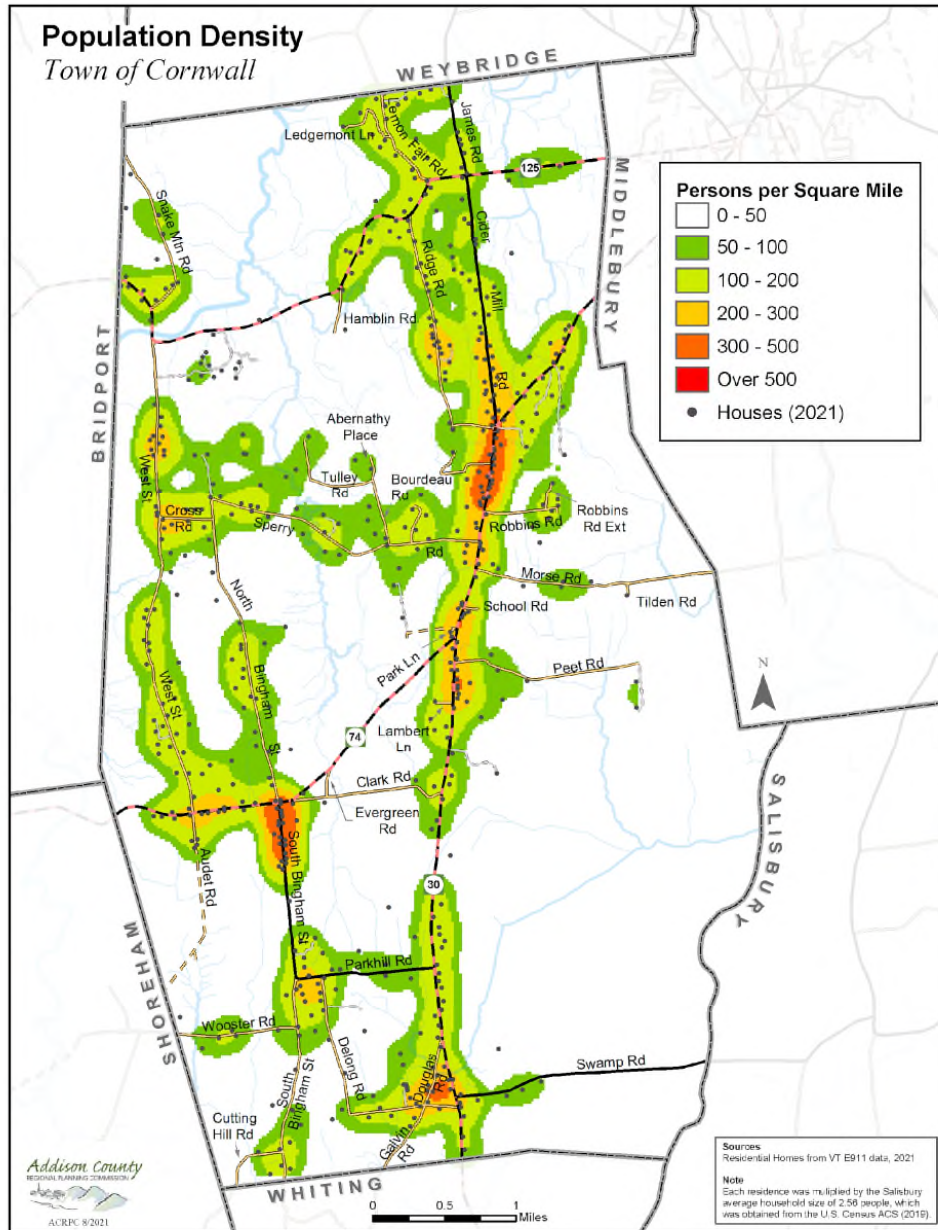 Population Density
Town of Cornwall
WEYBRIDGE
Ledgemont Ln
Lemon Fair Rd
James Rd
125
MIDDLEBURY
Persons per Square Mile
0 - 50
50 - 100
100 - 200
200 - 300
300 - 500
Over 500
Houses (2021)
Snake Mtn Rd
Cider
Mill
Rd
Ridge Rd
Hamblin Rd
BRIDPORT
Abernathy
Place
West St
Tulley
Rd
Bourdeau
Rd
Cross
Rd
Sperry
Rd
Robbins Rd
Robbins
Rd Ext
Morse Rd
Tilden Rd
North
Bingham
St
School Rd
Park Ln
Peet Rd
N
West St
Lambert
Ln
74
Clark Rd
Evergreen
Rd
SALISBURY
Audet Rd
South Bingham St
30
Parkhill Rd
SHOREHAM
Wooster Rd
Delong Rd
Douglas
Rd
Swamp Rd
South
Bingham St
Cutting
Hill Rd
Galvin
Rd
WHITING
Addison County
REGIONAL PLANNING COMMISSION
ACRPC 8/2021
0 0.5 1
Miles
Sources
Residential Homes from VT E911 data, 2021
Note
Each residence was muliplied by the Salisbury
average household size of 2.56 people, which
was obtained from the U.S. Census ACS (2019).